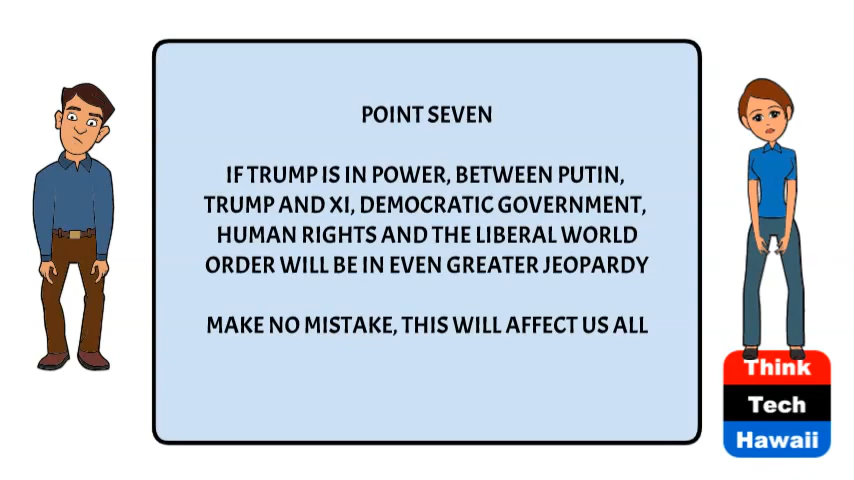 POINT SEVEN
IF TRUMP IS IN POWER, BETWEEN PUTIN,
TRUMP AND XI, DEMOCRATIC GOVERNMENT,
HUMAN RIGHTS AND THE LIBERAL WORLD
ORDER WILL BE IN EVEN GREATER JEOPARDY
MAKE NO MISTAKE, THIS WILL AFFECT US ALL
Think
Tech
Hawaii